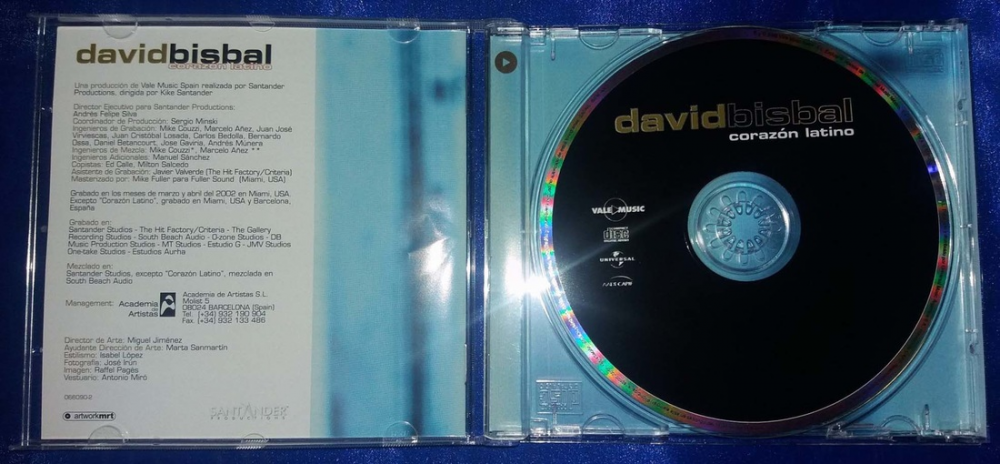 davidbisbal
corazón latino
Una producción de Vale Music Spain realizada por Santander
Productions, dirigida por Kike Santander
Director Ejecutivo para Santander Productions:
Andrés Felipe Silva
Coordinador de Producción: Sergio Minski
Ingenieros de Grabación: Mike Couzzi, Marcelo Añez, Juan José
Virviescas, Juan Cristóbal Losada, Carlos Bedolla, Bernardo
Ossa, Daniel Betancourt, Jose Gaviria, Andrés Múnera
Ingenieros de Mezcla: Mike Couzzi*, Marcelo Añez **
Ingenieros Adicionales: Manuel Sánchez
Copistas: Ed Calle, Milton Salcedo
Asistente de Grabación: Javier Valverde (The Hit Factory/Criteria)
Masterizado por: Mike Fuller para Fuller Sound (Miami, USA)
Grabado en los meses de marzo y abril del 2002 en Miami, USA
Excepto "Corazón Latino", grabado en Miami, USA y Barcelona,
España
Grabado en:
Santander Studios - The Hit Factory/Criteria - The Gallery
Recording Studios - South Beach Audio - O-zone Studios - DB
Music Production Studios - MT Studios - Estudio G - JMV Studios
One-take Studios - Estudios Aurha
Mezclado en:
Santander Studios, excepto "Corazón Latino", mezclada en
South Beach Audio
Management: Academia de Artistas
Academia de Artistas S.L.
Molist 5
08024 BARCELONA (Spain)
Tel. (+34) 932 190 904
Fax. (+34) 932 133 486
Director de Arte: Miguel Jiménez
Ayudante Dirección de Arte: Marta Sanmartín
Estilismo: Isabel López
Fotografía: José Irún
Imagen: Raffel Pagès
Vestuario: Antonio Miró
artworkmrt
SANTANDER
davidbisbal
corazón latino
VALE MUSIC
COMPACT
disc
DIGITAL AUDIO
UNIVERSAL